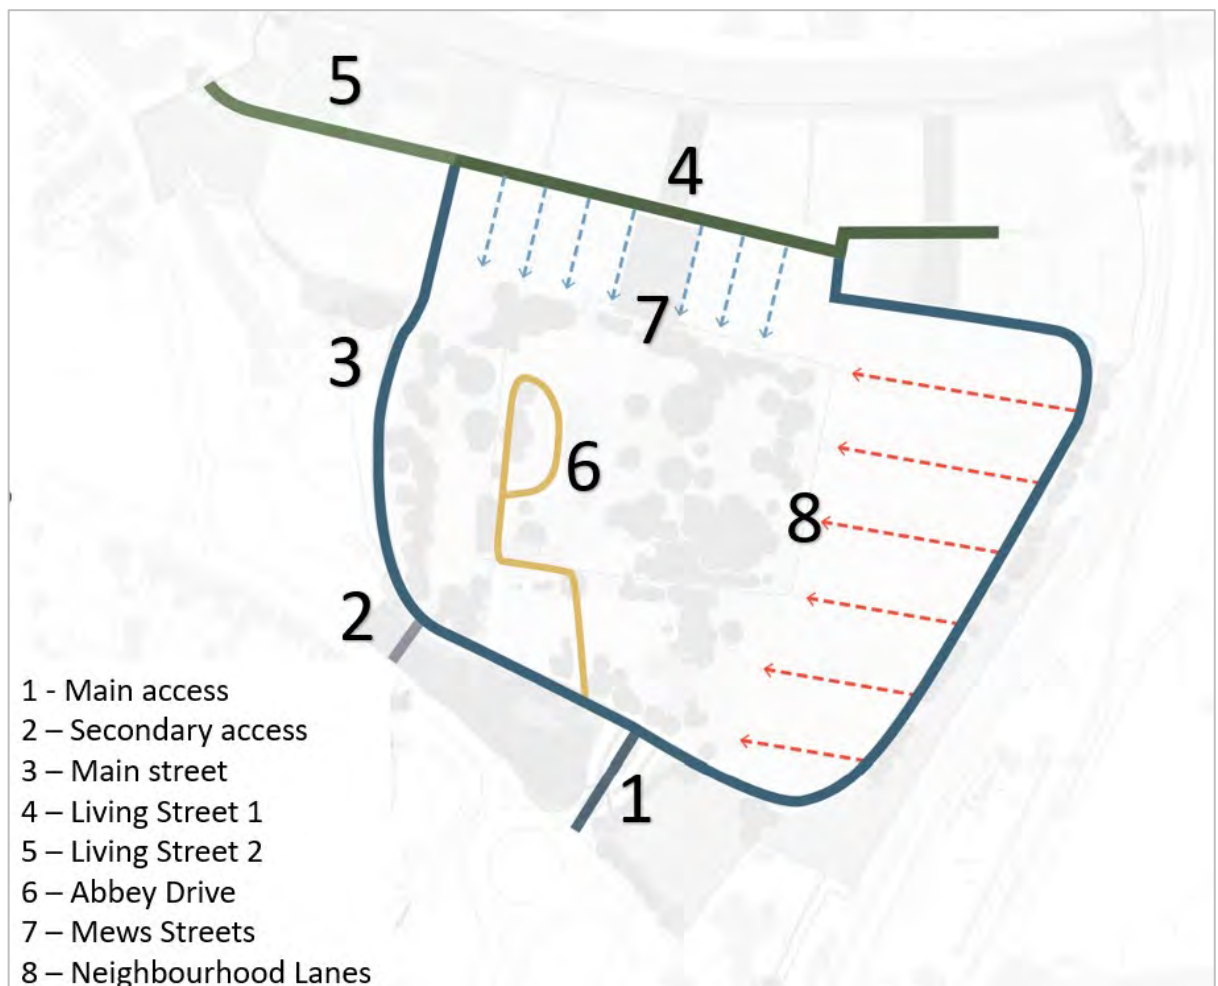 5
4
7
3
6
8
2
1
1 - Main access
2 – Secondary access
3 – Main street
4 – Living Street 1
5 – Living Street 2
6 – Abbey Drive
7 – Mews Streets
8 – Neighbourhood Lanes